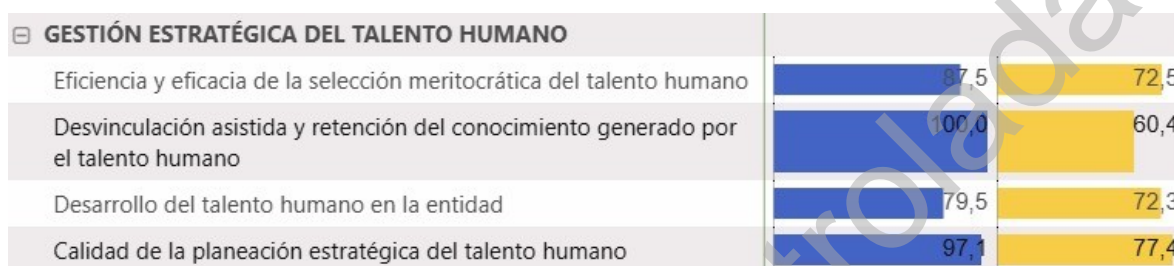 GESTIÓN ESTRATÉGICA DEL TALENTO HUMANO
Eficiencia y eficacia de la selección meritocrática del talento humano 87,5 72,5
Desvinculación asistida y retención del conocimiento generado por 100,0 60,4
el talento humano
Desarrollo del talento humano en la entidad 79,5 72,3
Calidad de la planeación estratégica del talento humano 97,1 77,4